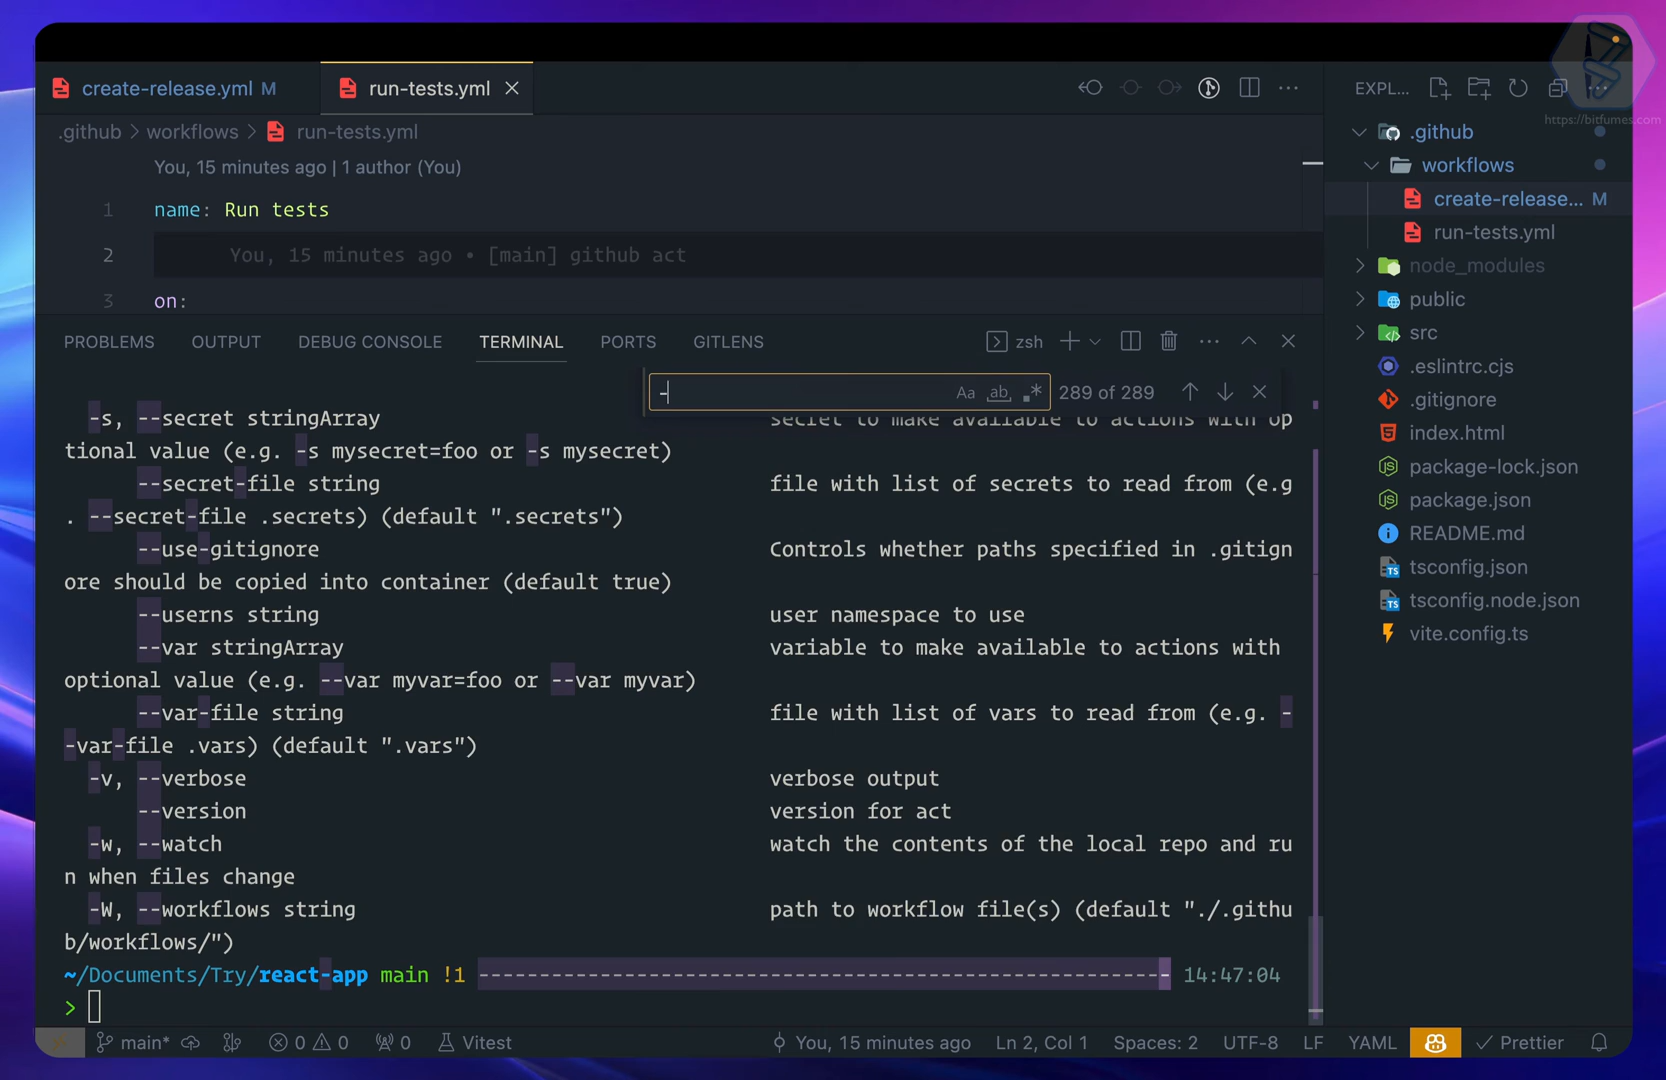 create-release.yml M
run-tests.yml
EXPL...
https://bitfumes.com
.github > workflows > run-tests.yml
You, 15 minutes ago | 1 author (You)
1 name: Run tests
2 You, 15 minutes ago • [main] github act
3 on:
.github
workflows
create-release... M
run-tests.yml
node_modules
public
src
.eslintrc.cjs
.gitignore
index.html
package-lock.json
package.json
README.md
tsconfig.json
tsconfig.node.json
vite.config.ts
PROBLEMS OUTPUT DEBUG CONSOLE TERMINAL PORTS GITLENS
zsh
- Aa ab .* 289 of 289
-s, --secret stringArray secret to make available to actions with op
tional value (e.g. -s mysecret=foo or -s mysecret)
--secret-file string file with list of secrets to read from (e.g
. --secret-file .secrets) (default ".secrets")
--use-gitignore Controls whether paths specified in .gitign
ore should be copied into container (default true)
--userns string user namespace to use
--var stringArray variable to make available to actions with
optional value (e.g. --var myvar=foo or --var myvar)
--var-file string file with list of vars to read from (e.g. -
-var-file .vars) (default ".vars")
-v, --verbose verbose output
--version version for act
-w, --watch watch the contents of the local repo and ru
n when files change
-W, --workflows string path to workflow file(s) (default "./.githu
b/workflows/")
~/Documents/Try/react-app main !1 --------------------------------------------------------- 14:47:04
>
main* 0 0 0 Vitest You, 15 minutes ago Ln 2, Col 1 Spaces: 2 UTF-8 LF YAML Prettier